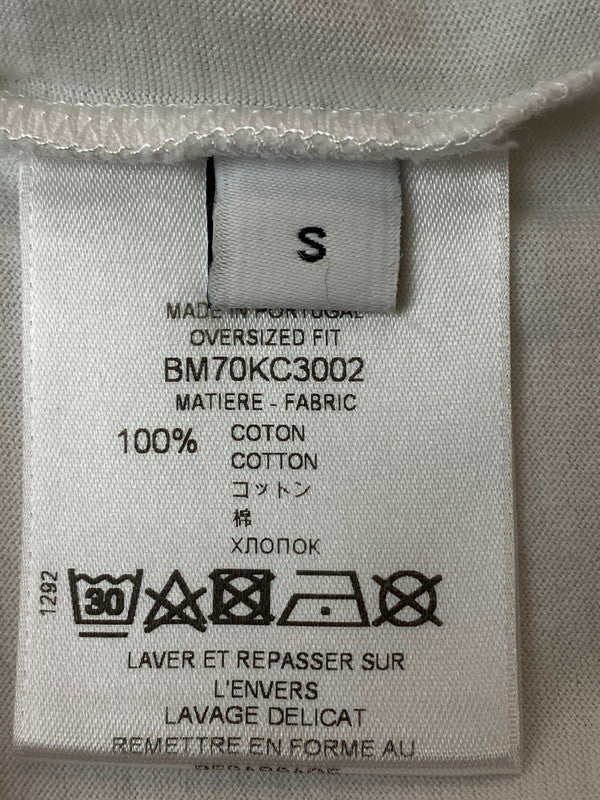 S
MADE IN PORTUGAL
OVERSIZED FIT
BM70KC3002
MATIERE - FABRIC
100% COTON
COTTON
コットン
棉
ХЛОПОК
1292
30
LAVER ET REPASSER SUR
L'ENVERS
LAVAGE DELICAT
REMETTRE EN FORME AU